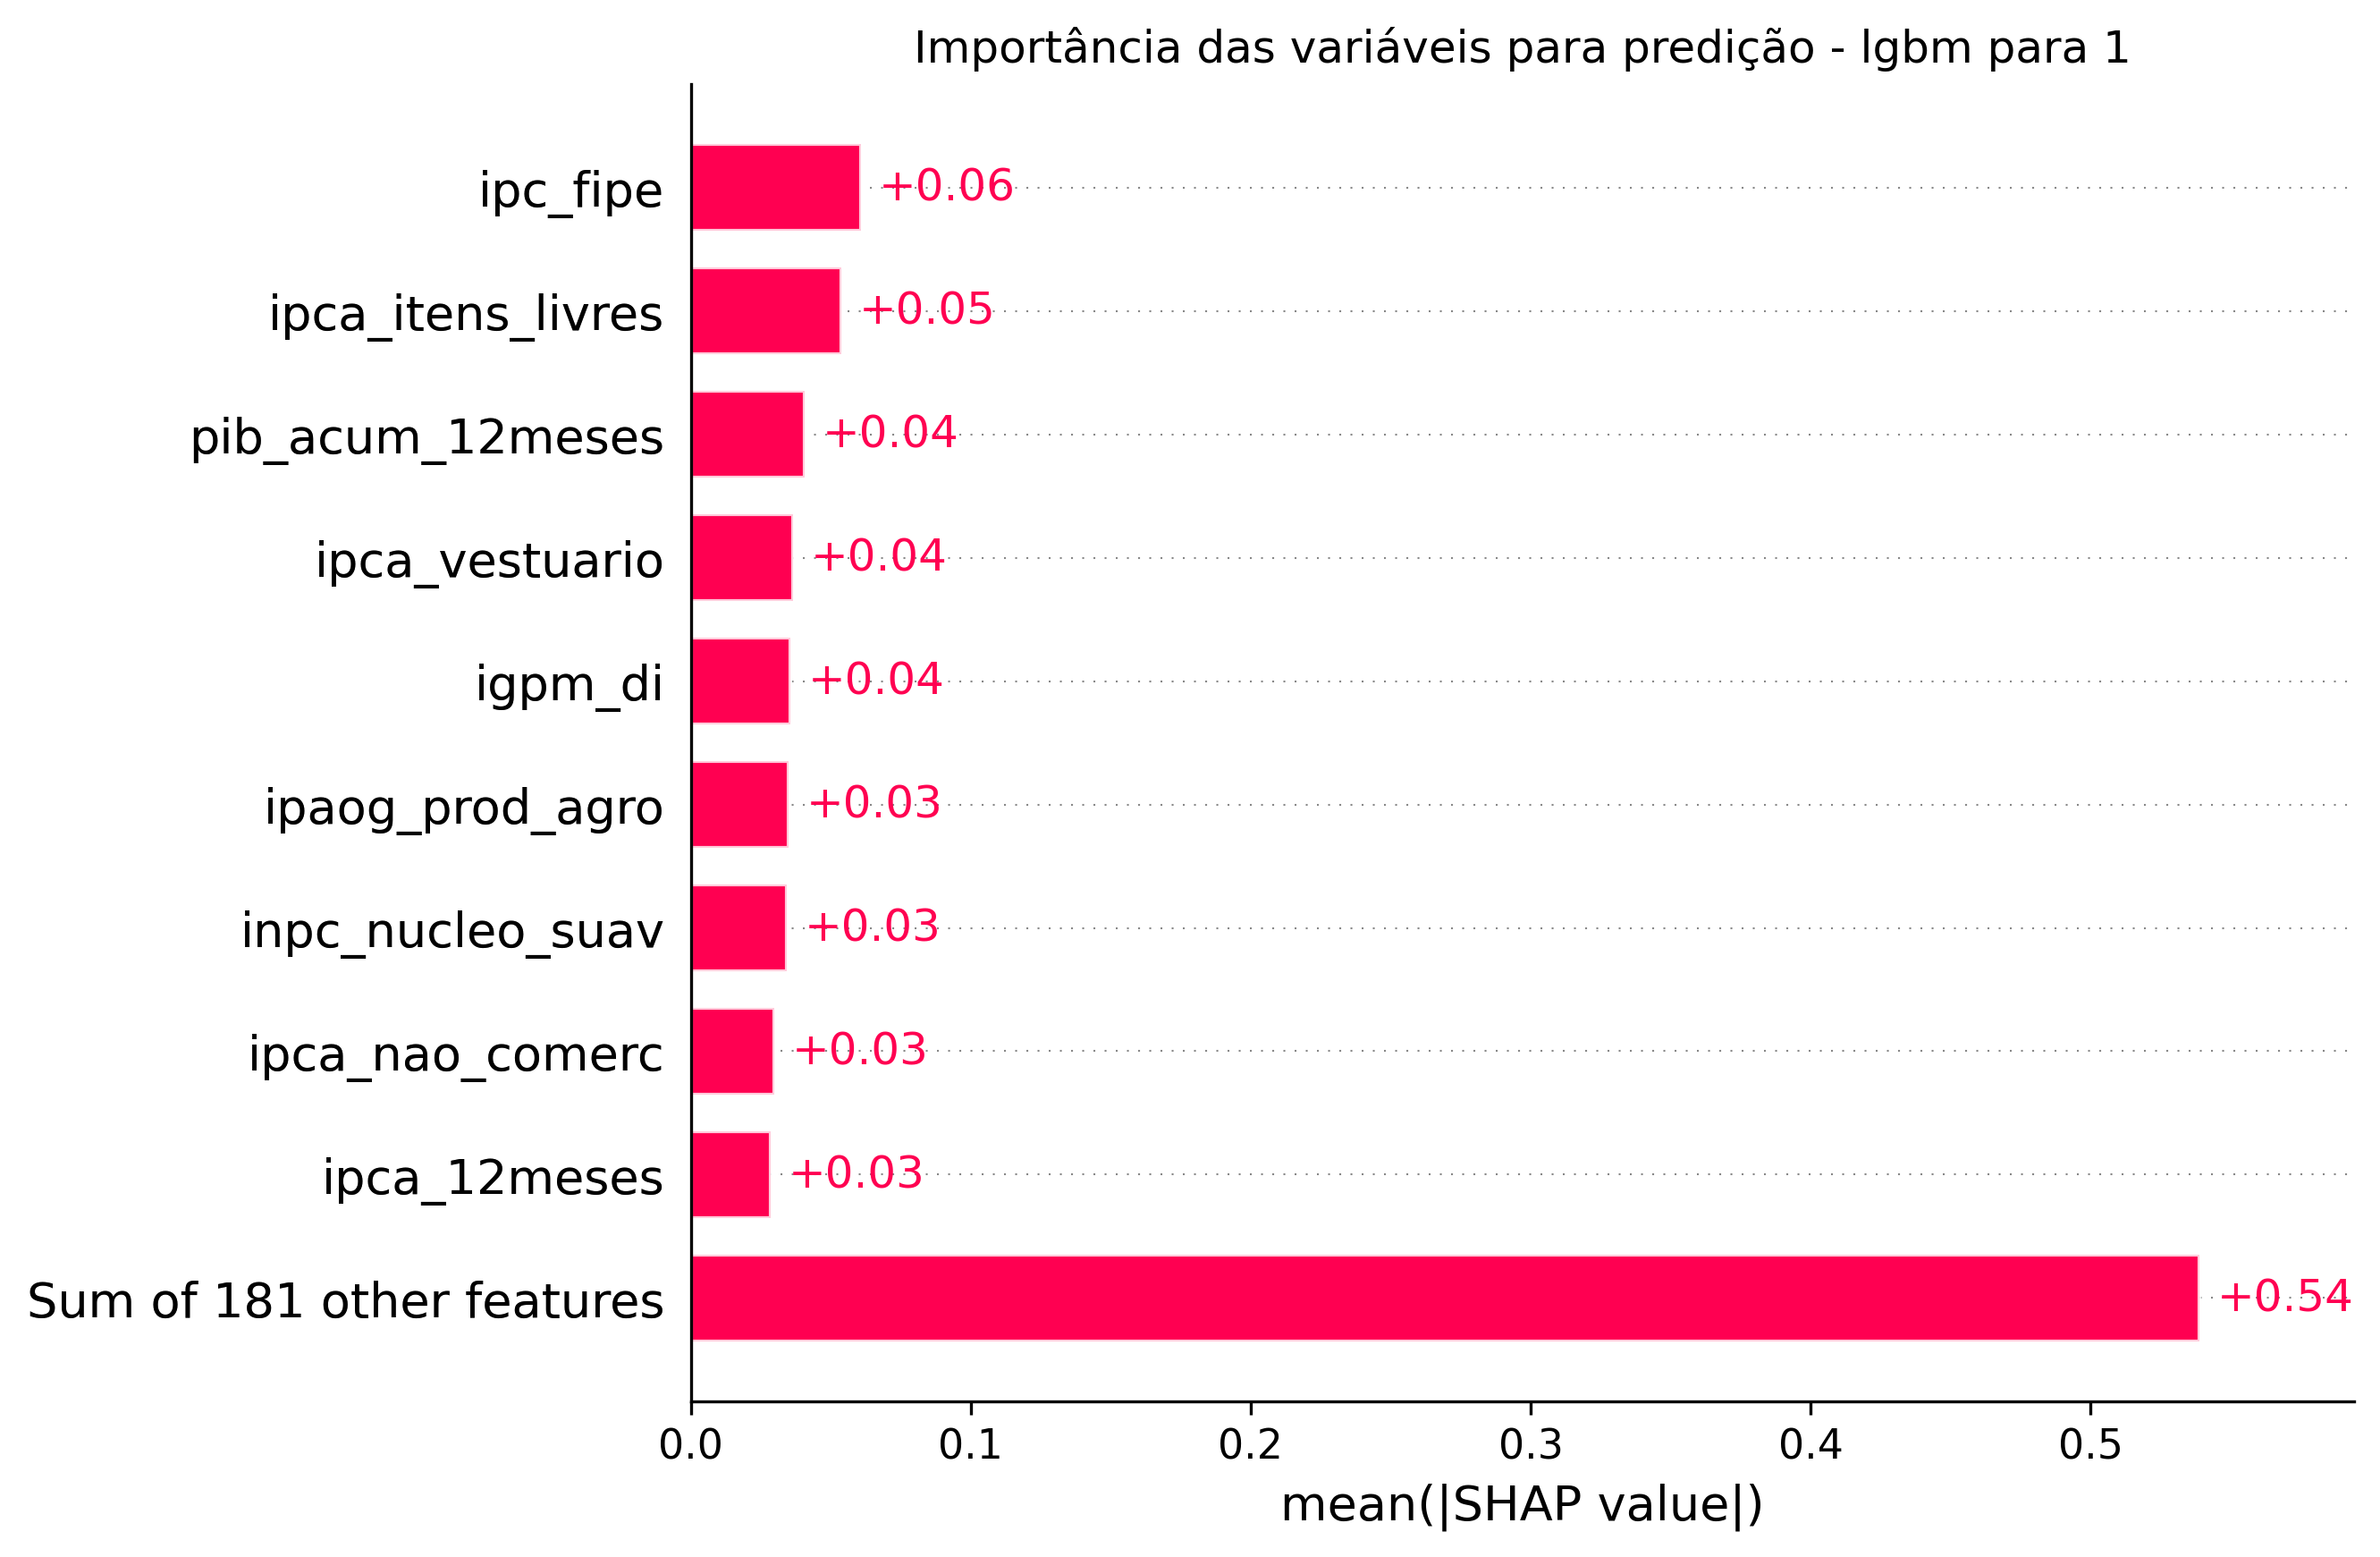 Importância das variáveis para predição - lgbm para 1
ipc_fipe +0.06
ipca_itens_livres +0.05
pib_acum_12meses +0.04
ipca_vestuario +0.04
igpm_di +0.04
ipaog_prod_agro +0.03
inpc_nucleo_suav +0.03
ipca_nao_comerc +0.03
ipca_12meses +0.03
Sum of 181 other features +0.54
0.0 0.1 0.2 0.3 0.4 0.5
mean(|SHAP value|)